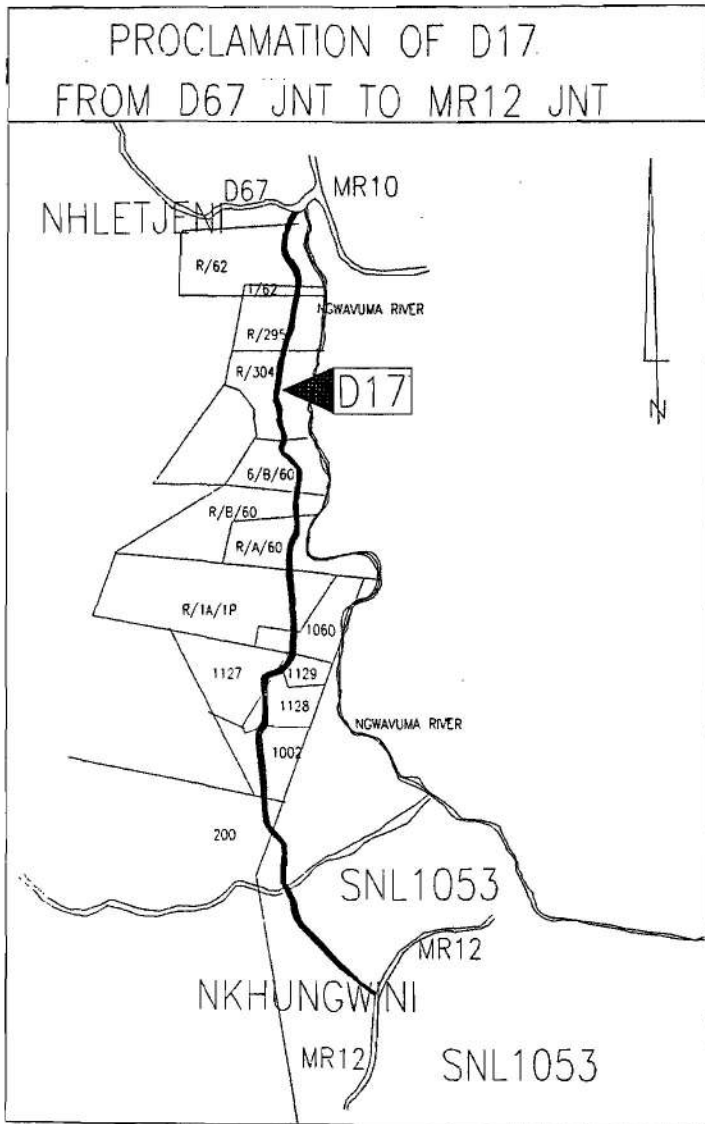 PROCLAMATION OF D17
FROM D67 JNT TO MR12 JNT
D67
MR10
NHLETJENI
R/62
1/62
NGWAVUMA RIVER
R/295
R/304
D17
N
6/B/60
R/B/60
R/A/60
R/1A/1P
1060
1127
1129
1128
NGWAVUMA RIVER
1002
200
SNL1053
MR12
NKHUNGWINI
MR12
SNL1053